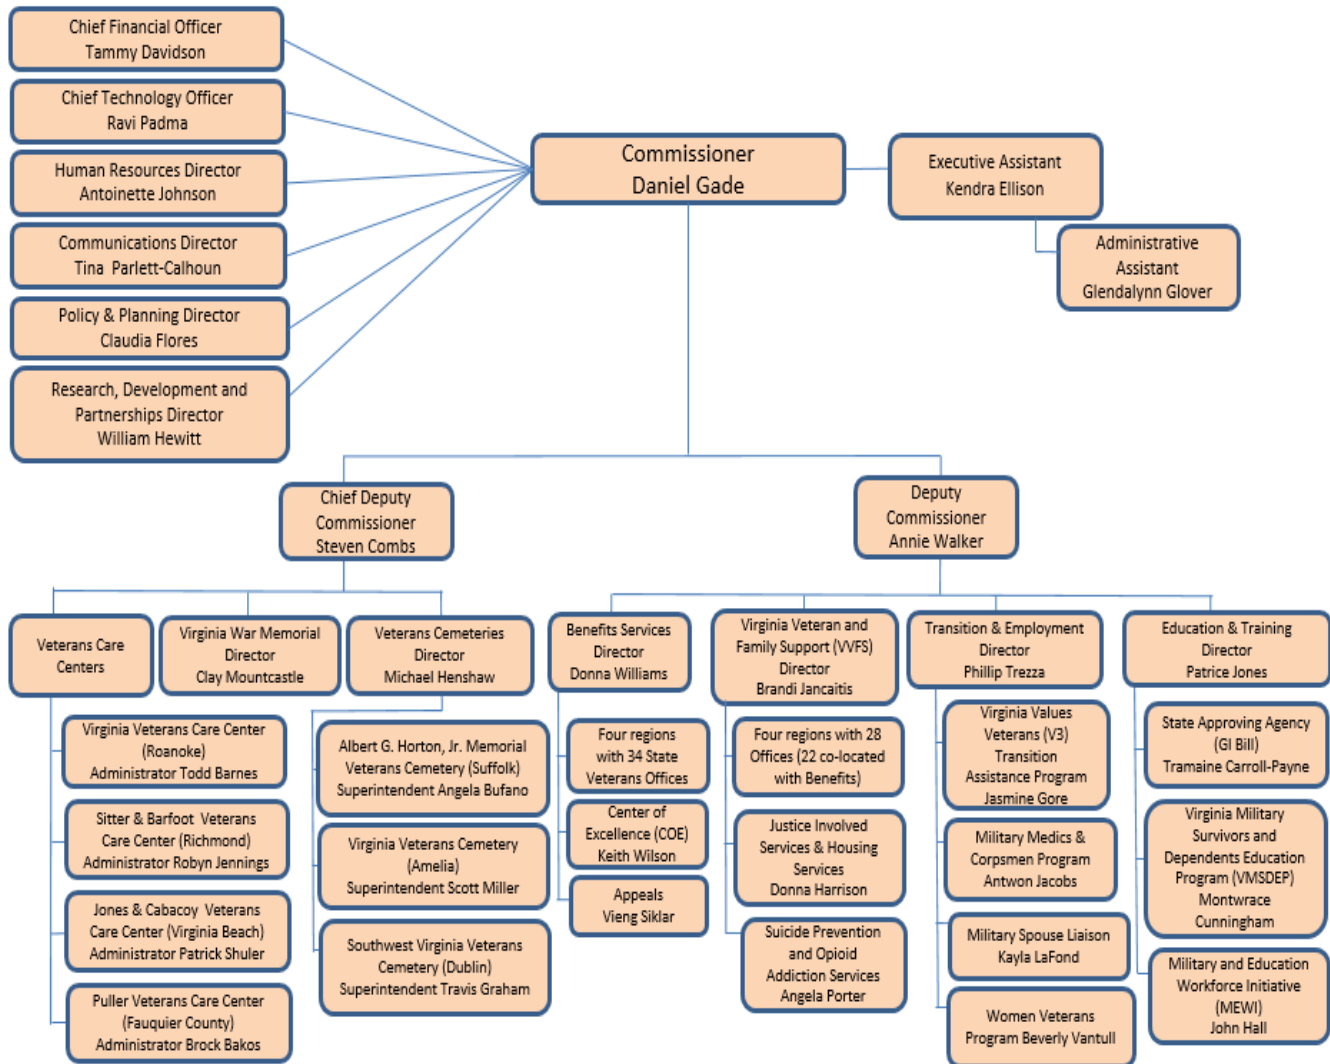 Chief Financial Officer
Tammy Davidson
Chief Technology Officer
Ravi Padma
Human Resources Director
Antoinette Johnson
Communications Director
Tina  Parlett-Calhoun
Policy & Planning Director
Claudia Flores
Research, Development and
Partnerships Director
William Hewitt
Commissioner
Daniel Gade
Executive Assistant
Kendra Ellison
Administrative
Assistant
Glendalynn Glover
Chief Deputy
Commissioner
Steven Combs
Deputy
Commissioner
Annie Walker
Veterans Care
Centers
Virginia War Memorial
Director
Clay Mountcastle
Veterans Cemeteries
Director
Michael Henshaw
Benefits Services
Director
Donna Williams
Virginia Veteran and
Family Support (VVFS)
Director
Brandi Jancaitis
Transition & Employment
Director
Phillip Trezza
Education & Training
Director
Patrice Jones
Virginia Veterans Care Center
(Roanoke)
Administrator Todd Barnes
Sitter & Barfoot  Veterans
Care Center (Richmond)
Administrator Robyn Jennings
Jones & Cabacoy  Veterans
Care Center (Virginia Beach)
Administrator Patrick Shuler
Puller Veterans Care Center
(Fauquier County)
Administrator Brock Bakos
Albert G. Horton, Jr. Memorial
Veterans Cemetery (Suffolk)
Superintendent Angela Bufano
Virginia Veterans Cemetery
(Amelia)
Superintendent Scott Miller
Southwest Virginia Veterans
Cemetery (Dublin)
Superintendent Travis Graham
Four regions
with 34 State
Veterans Offices
Center of
Excellence (COE)
Keith Wilson
Appeals
Vieng Siklar
Four regions with 28
Offices (22 co-located
with Benefits)
Justice Involved
Services & Housing
Services
Donna Harrison
Suicide Prevention
and Opioid
Addiction Services
Angela Porter
Virginia Values
Veterans (V3)
Transition
Assistance Program
Jasmine Gore
Military Medics &
Corpsmen Program
Antwon Jacobs
Military Spouse Liaison
Kayla LaFond
Women Veterans
Program Beverly Vantull
State Approving Agency
(GI Bill)
Tramaine Carroll-Payne
Virginia Military
Survivors and
Dependents Education
Program (VMSDEP)
Montwrace
Cunningham
Military and Education
Workforce Initiative
(MEWI)
John Hall